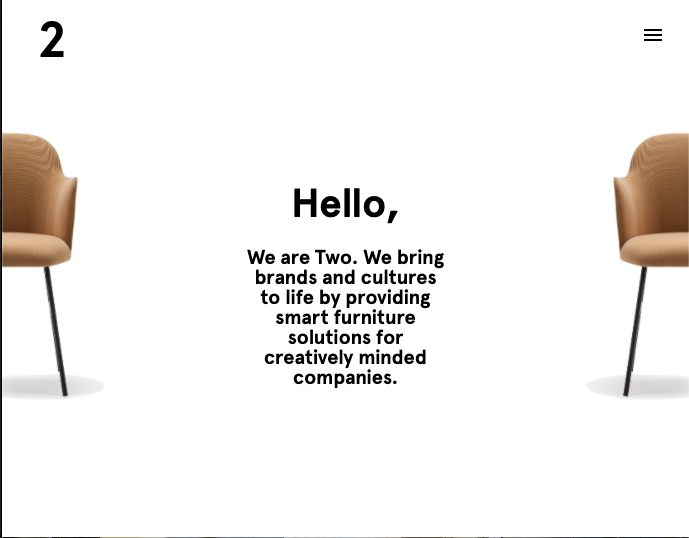 2
Hello,
We are Two. We bring
brands and cultures
to life by providing
smart furniture
solutions for
creatively minded
companies.